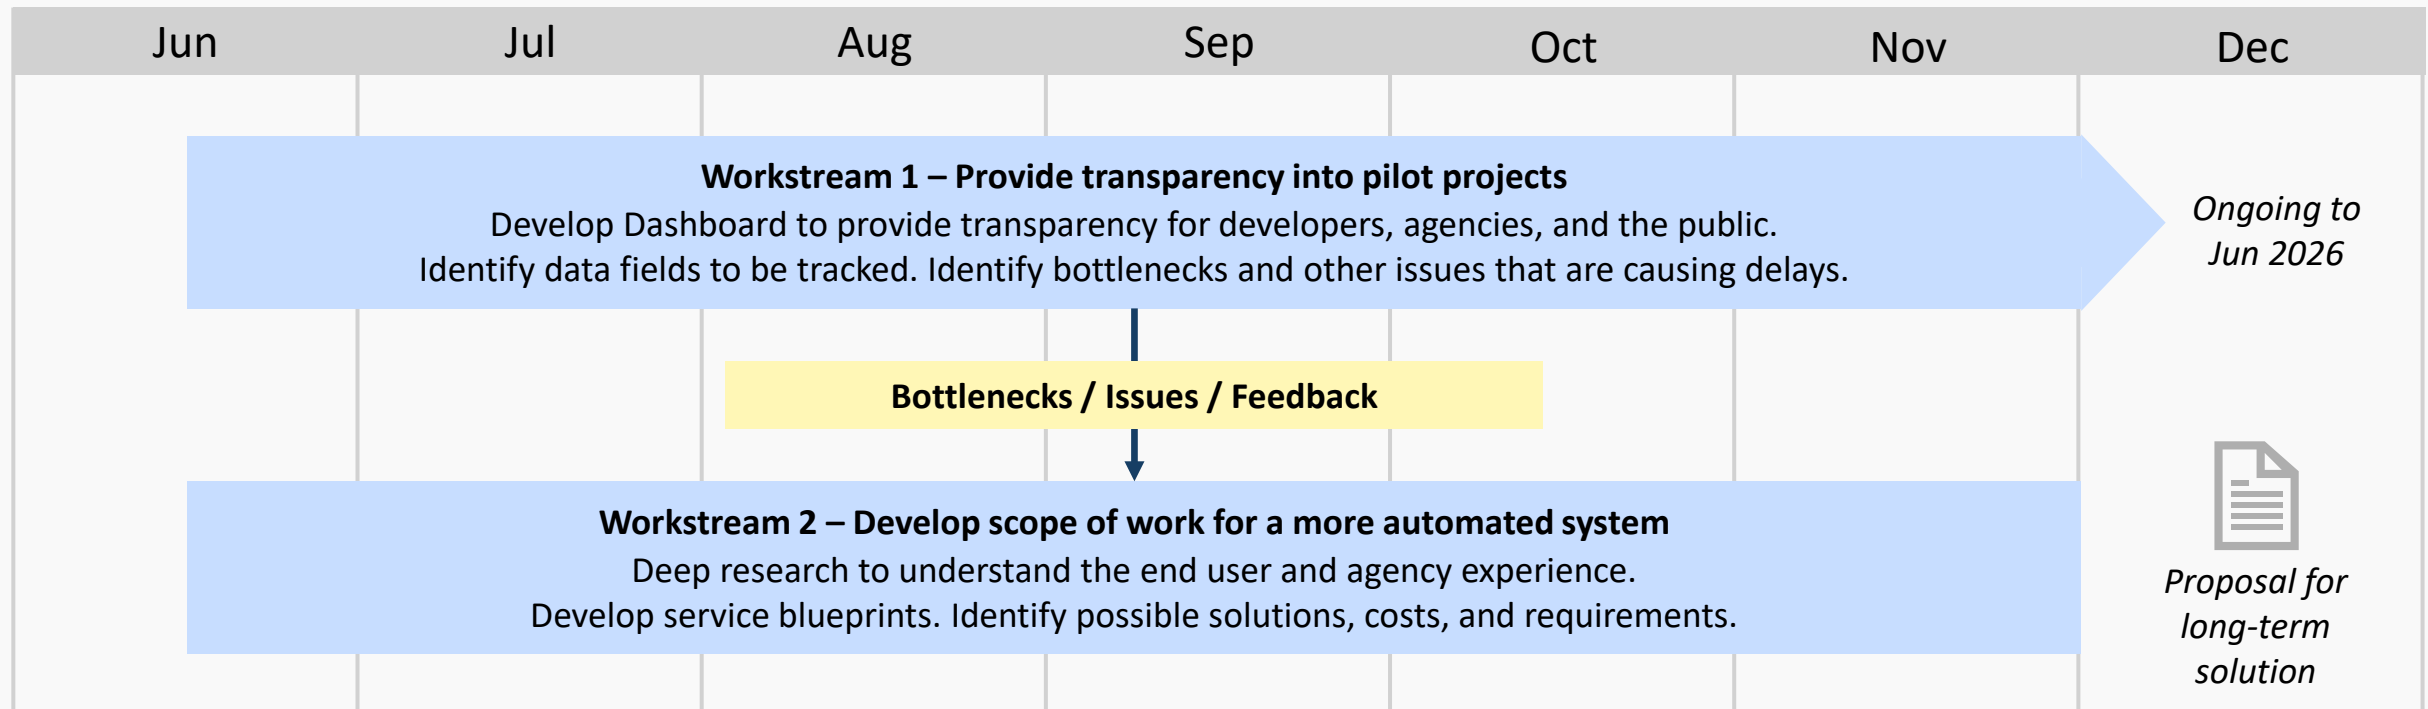 Jun Jul Aug Sep Oct Nov Dec
Workstream 1 – Provide transparency into pilot projects
Develop Dashboard to provide transparency for developers, agencies, and the public.
Identify data fields to be tracked. Identify bottlenecks and other issues that are causing delays.
Ongoing to
Jun 2026
Bottlenecks / Issues / Feedback
Workstream 2 – Develop scope of work for a more automated system
Deep research to understand the end user and agency experience.
Develop service blueprints. Identify possible solutions, costs, and requirements.
Proposal for
long-term
solution